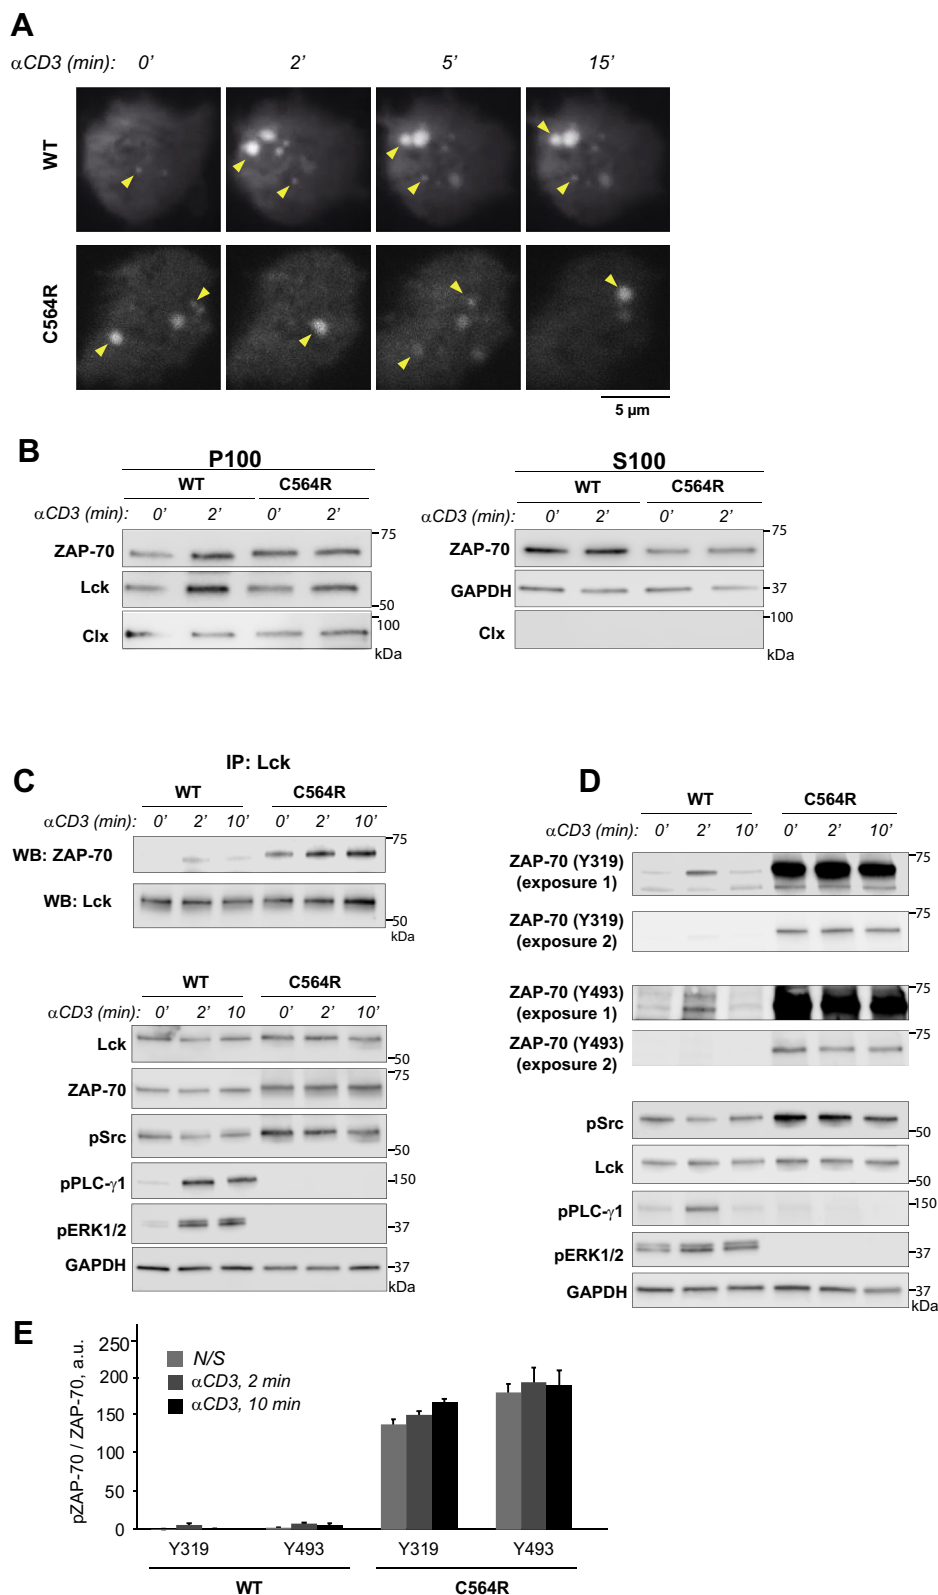 A
αCD3 (min): 0' 2' 5' 15'
WT
C564R
5 µm
B
P100
WT C564R
αCD3 (min): 0' 2' 0' 2'
75
ZAP-70
Lck
50
100
Clx
kDa
S100
WT C564R
αCD3 (min): 0' 2' 0' 2'
75
ZAP-70
GAPDH 37
100
Clx
kDa
C
IP: Lck
WT C564R
αCD3 (min): 0' 2' 10' 0' 2' 10'
75
WB: ZAP-70
WB: Lck
50
kDa
WT C564R
αCD3 (min): 0' 2' 10 0' 2' 10'
Lck
50
75
ZAP-70
pSrc
50
pPLC-γ1 150
pERK1/2 37
GAPDH 37
kDa
D
WT C564R
αCD3 (min): 0' 2' 10' 0' 2' 10'
75
ZAP-70 (Y319)
(exposure 1)
75
ZAP-70 (Y319)
(exposure 2)
75
ZAP-70 (Y493)
(exposure 1)
75
ZAP-70 (Y493)
(exposure 2)
pSrc
50
Lck
50
150
pPLC-γ1
pERK1/2 37
GAPDH 37
kDa
E
pZAP-70 / ZAP-70, a.u.
250
200
150
100
50
0
N/S
αCD3, 2 min
αCD3, 10 min
Y319 Y493 Y319 Y493
WT C564R